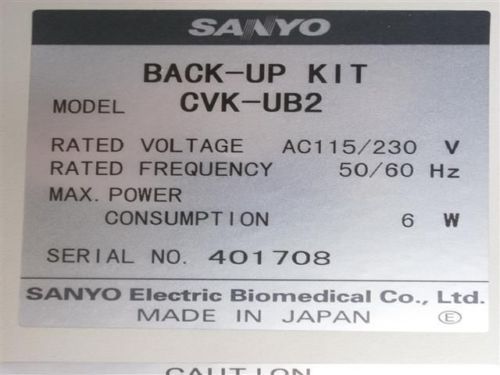 SANYO
BACK-UP KIT
MODEL CVK-UB2
RATED VOLTAGE AC115/230 V
RATED FREQUENCY 50/60 Hz
MAX. POWER
CONSUMPTION 6 W
SERIAL NO. 401708
SANYO Electric Biomedical Co., Ltd.
MADE IN JAPAN Ⓔ
CAUTION